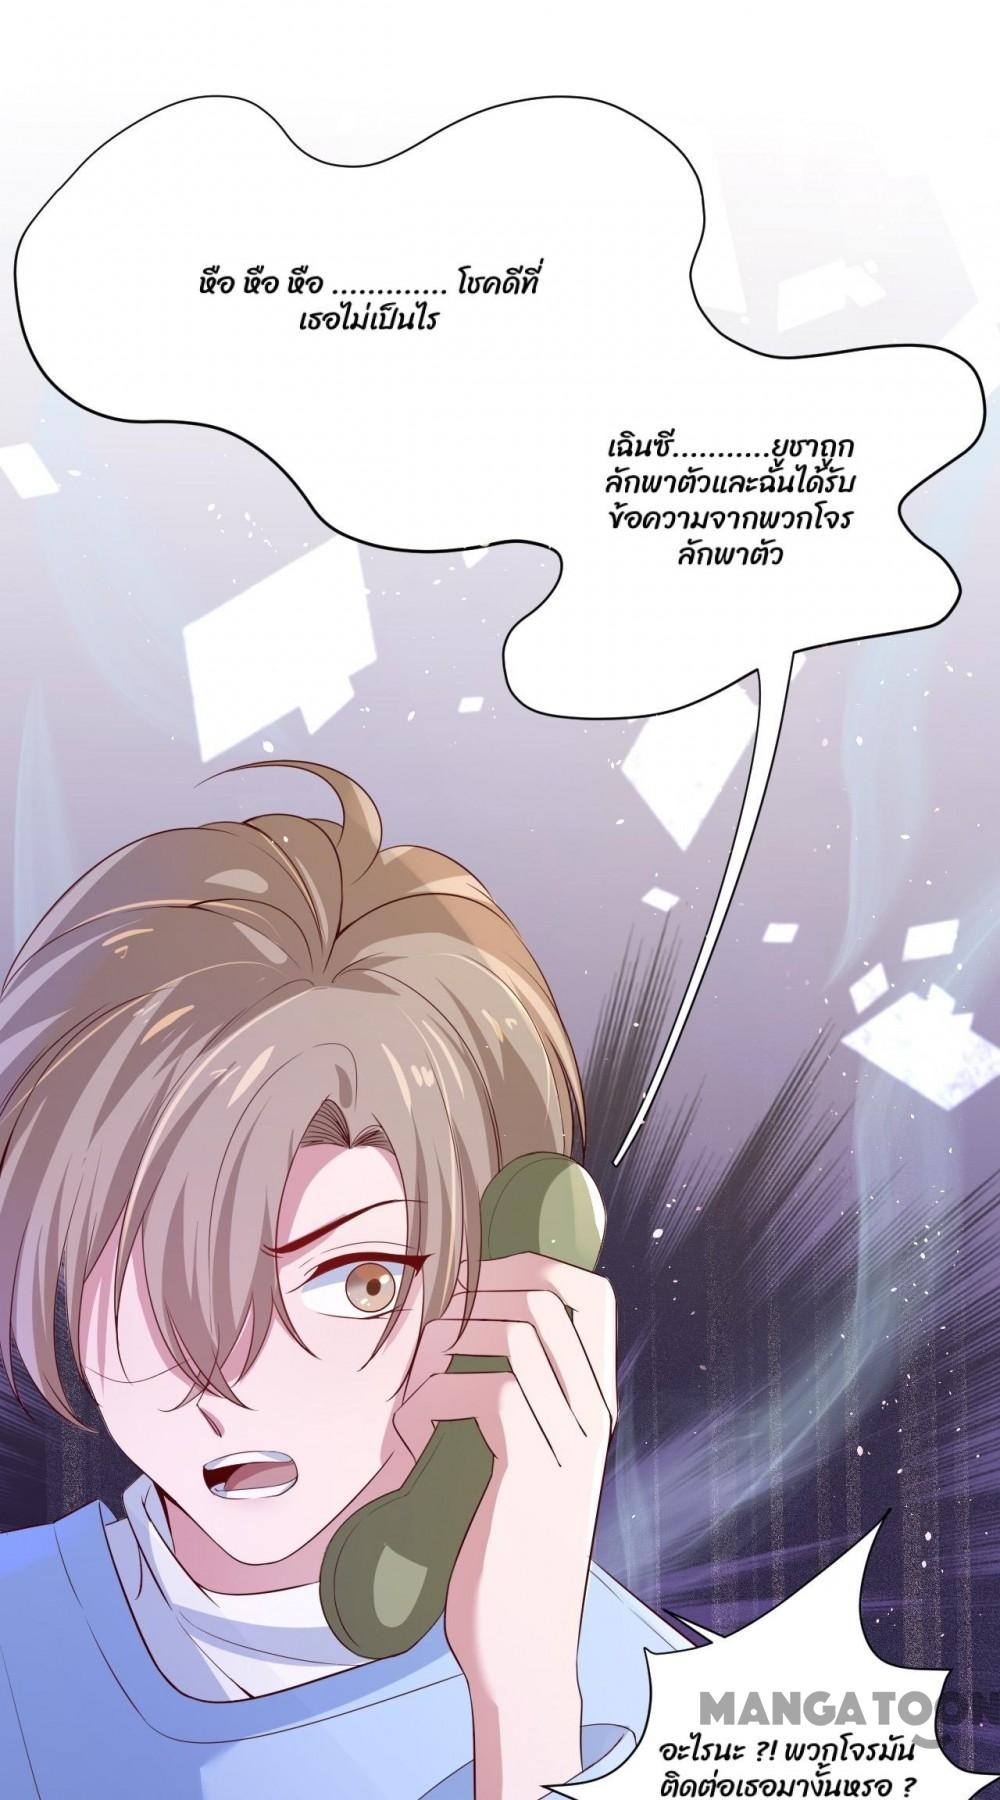 หือ หือ หือ ............. โชคดีที่
เธอไม่เป็นไร
เฉินซี...........ยูชาถูก
ลักพาตัวและฉันได้รับ
ข้อความจากพวกโจร
ลักพาตัว
MANGATOON
อะไรนะ ?! พวกโจรมัน
ติดต่อเธอมางั้นหรอ ?